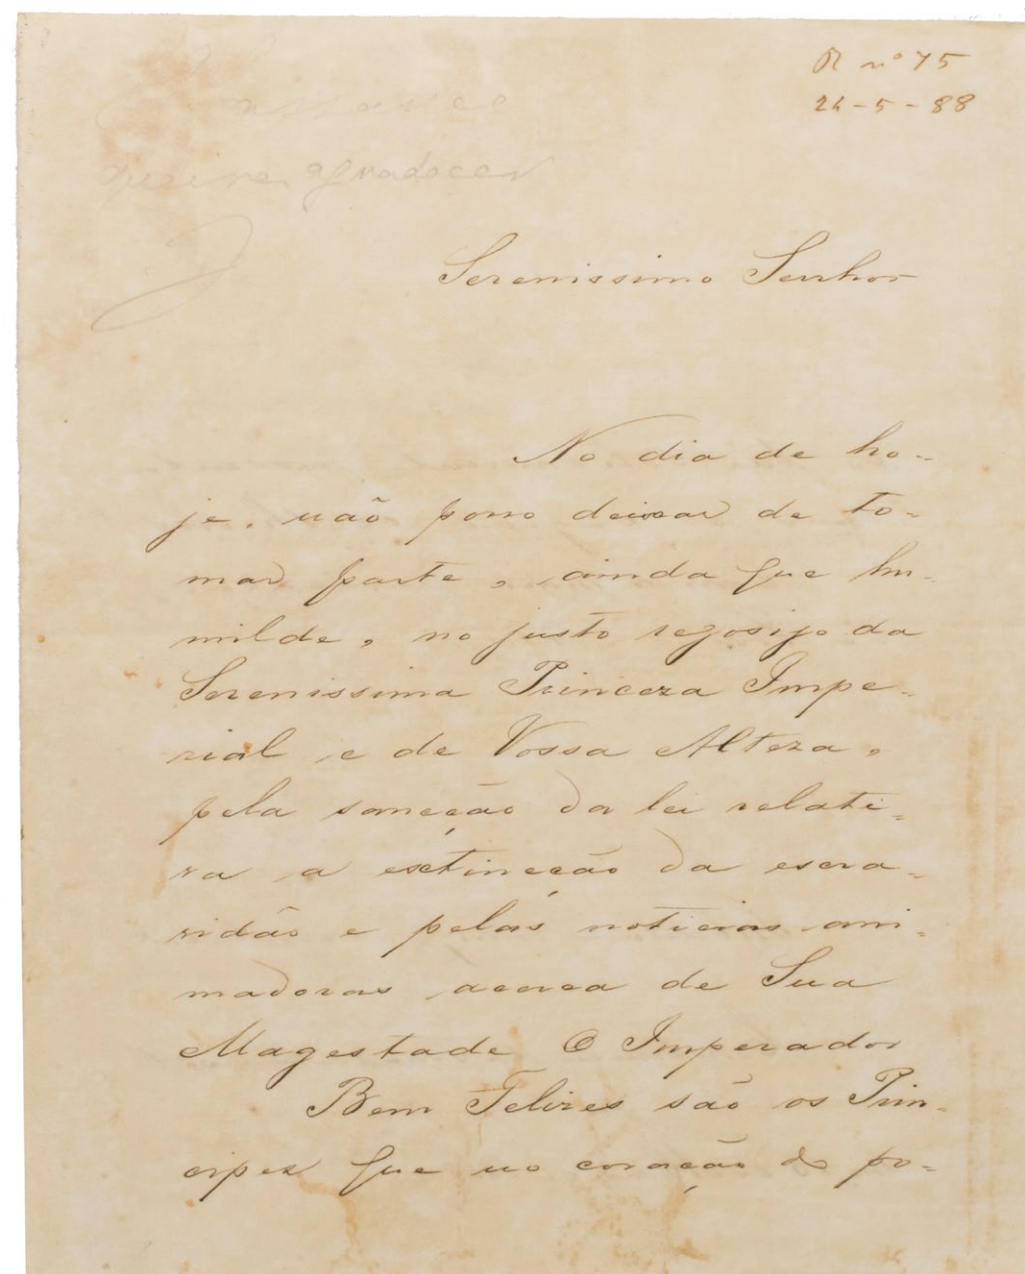 R nº 75
24-5-88
queira agradecer
Serenissimo Senhor
No dia de ho-
je, não posso deixar de to-
mar parte, ainda que hu-
milde, no justo regosijo da
Serenissima Princeza Impe-
rial e de Vossa Alteza,
pela sancção da lei relati-
va a extincção da escra-
vidão e pelas noticias ani-
madoras acerca de Sua
Magestade O Imperador
Bem Felizes são os Prin-
cipes que no coração do po-